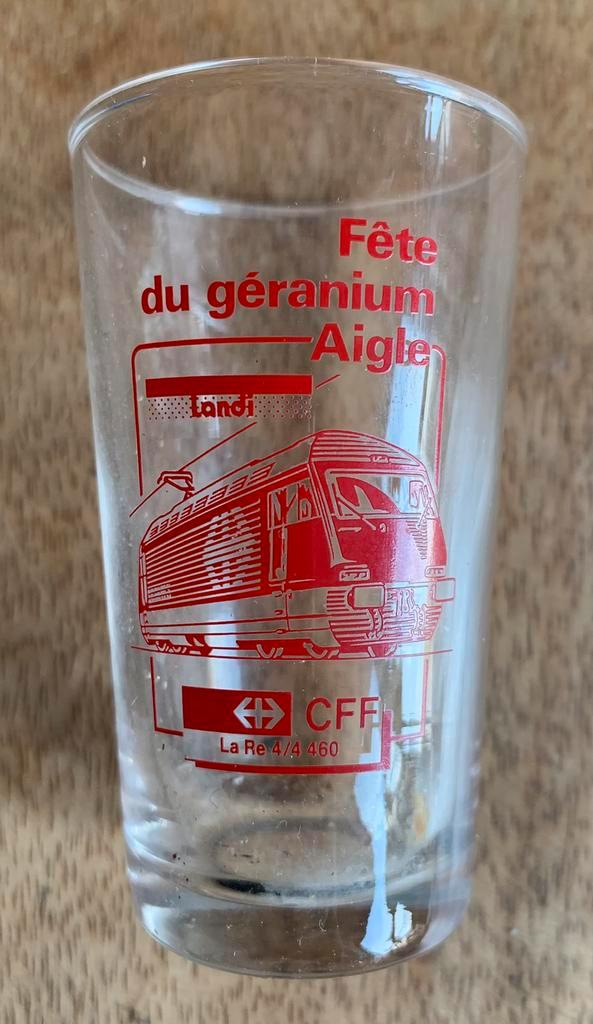 Fête
du géranium
Aigle
Landi
CFF
La Re 4/4 460